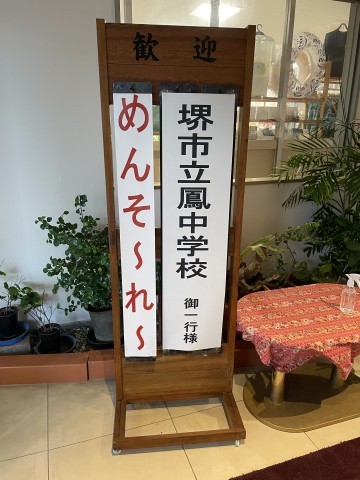 歓迎
堺市立鳳中学校 御一行様
めんそ～れ～